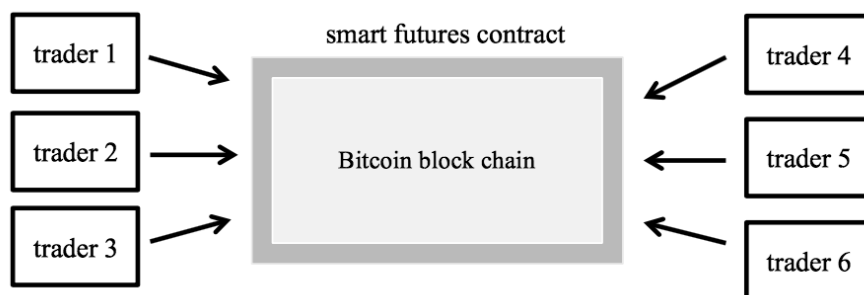 smart futures contract
trader 1
trader 2
trader 3
Bitcoin block chain
trader 4
trader 5
trader 6